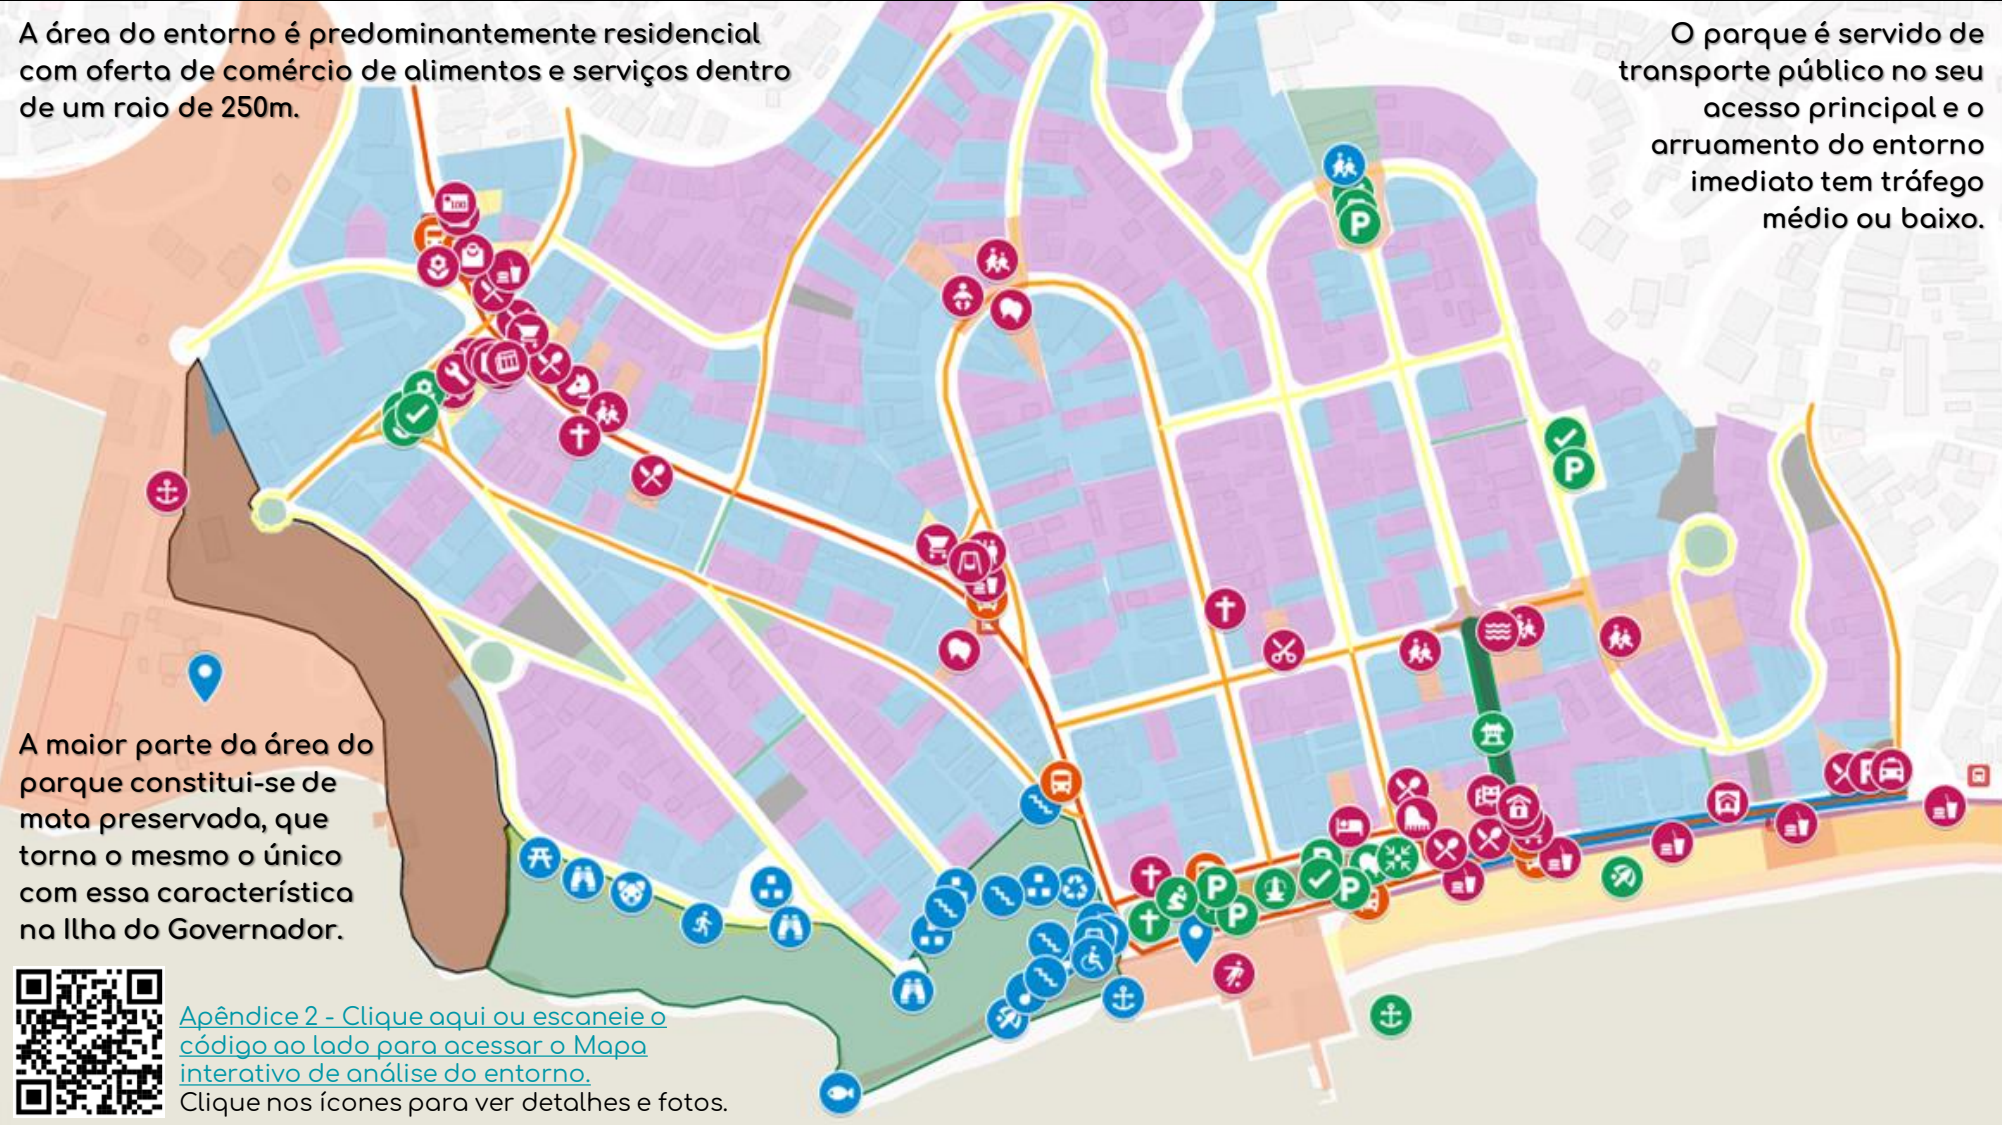 A área do entorno é predominantemente residencial
com oferta de comércio de alimentos e serviços dentro
de um raio de 250m.
O parque é servido de
transporte público no seu
acesso principal e o
arruamento do entorno
imediato tem tráfego
médio ou baixo.
A maior parte da área do
parque constitui-se de
mata preservada, que
torna o mesmo o único
com essa característica
na Ilha do Governador.
Apêndice 2 - Clique aqui ou escaneie o
código ao lado para acessar o Mapa
interativo de análise do entorno.
Clique nos ícones para ver detalhes e fotos.